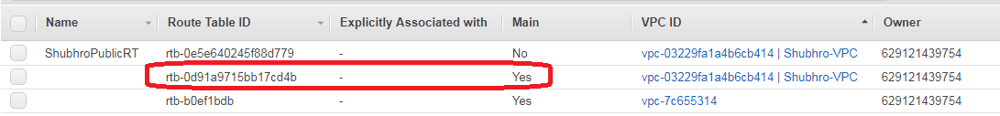 Name Route Table ID Explicitly Associated with Main VPC ID Owner
ShubhroPublicRT rtb-0e5e640245f88d779 - No vpc-03229fa1a4b6cb414 | Shubhro-VPC 629121439754
rtb-0d91a9715bb17cd4b - Yes vpc-03229fa1a4b6cb414 | Shubhro-VPC 629121439754
rtb-b0ef1bdb - Yes vpc-7c655314 629121439754